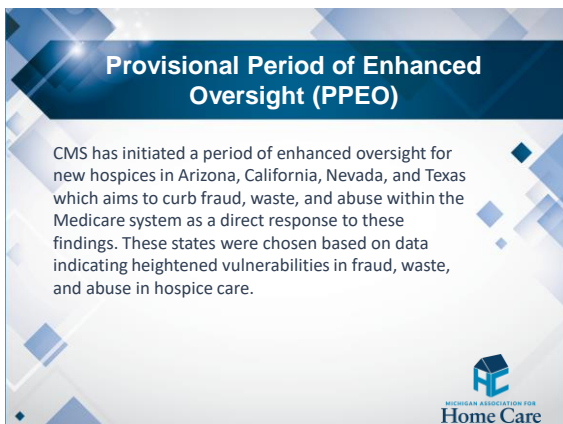 Provisional Period of Enhanced
Oversight (PPEO)
CMS has initiated a period of enhanced oversight for
new hospices in Arizona, California, Nevada, and Texas
which aims to curb fraud, waste, and abuse within the
Medicare system as a direct response to these
findings. These states were chosen based on data
indicating heightened vulnerabilities in fraud, waste,
and abuse in hospice care.
HC
MICHIGAN ASSOCIATION FOR
Home Care